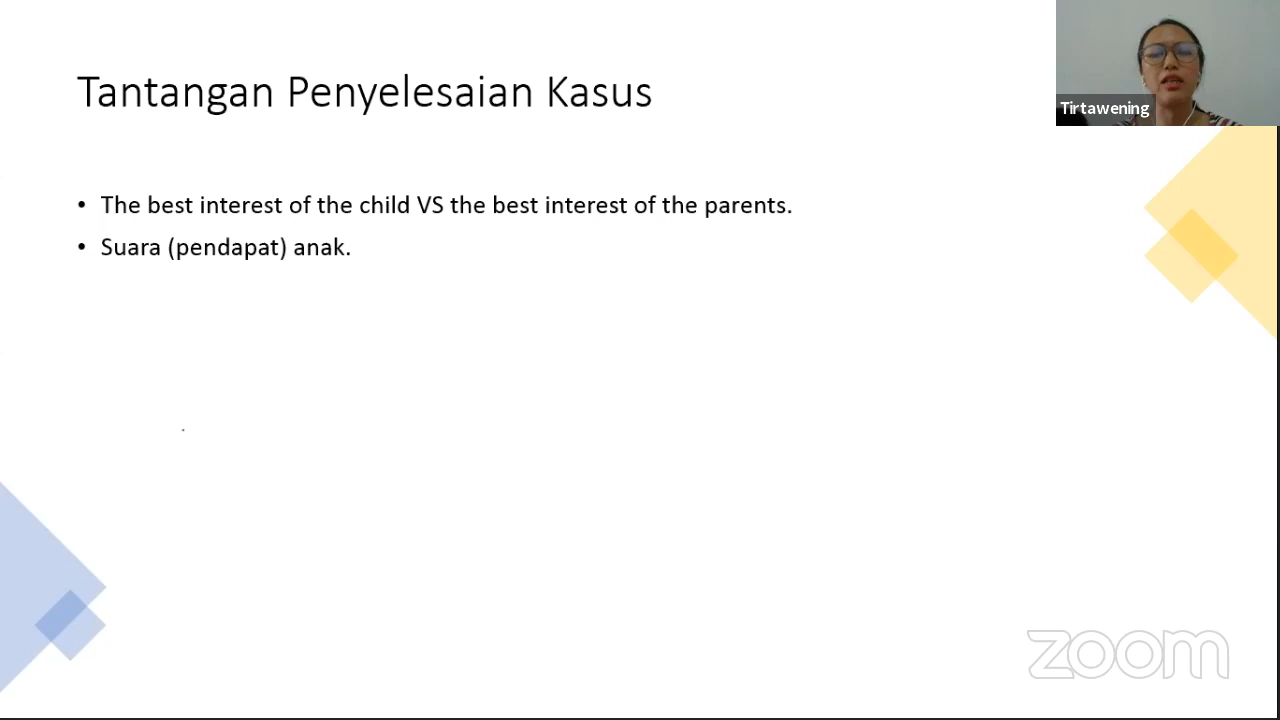 Tantangan Penyelesaian Kasus
Tirtawening
• The best interest of the child VS the best interest of the parents.
• Suara (pendapat) anak.
zoom